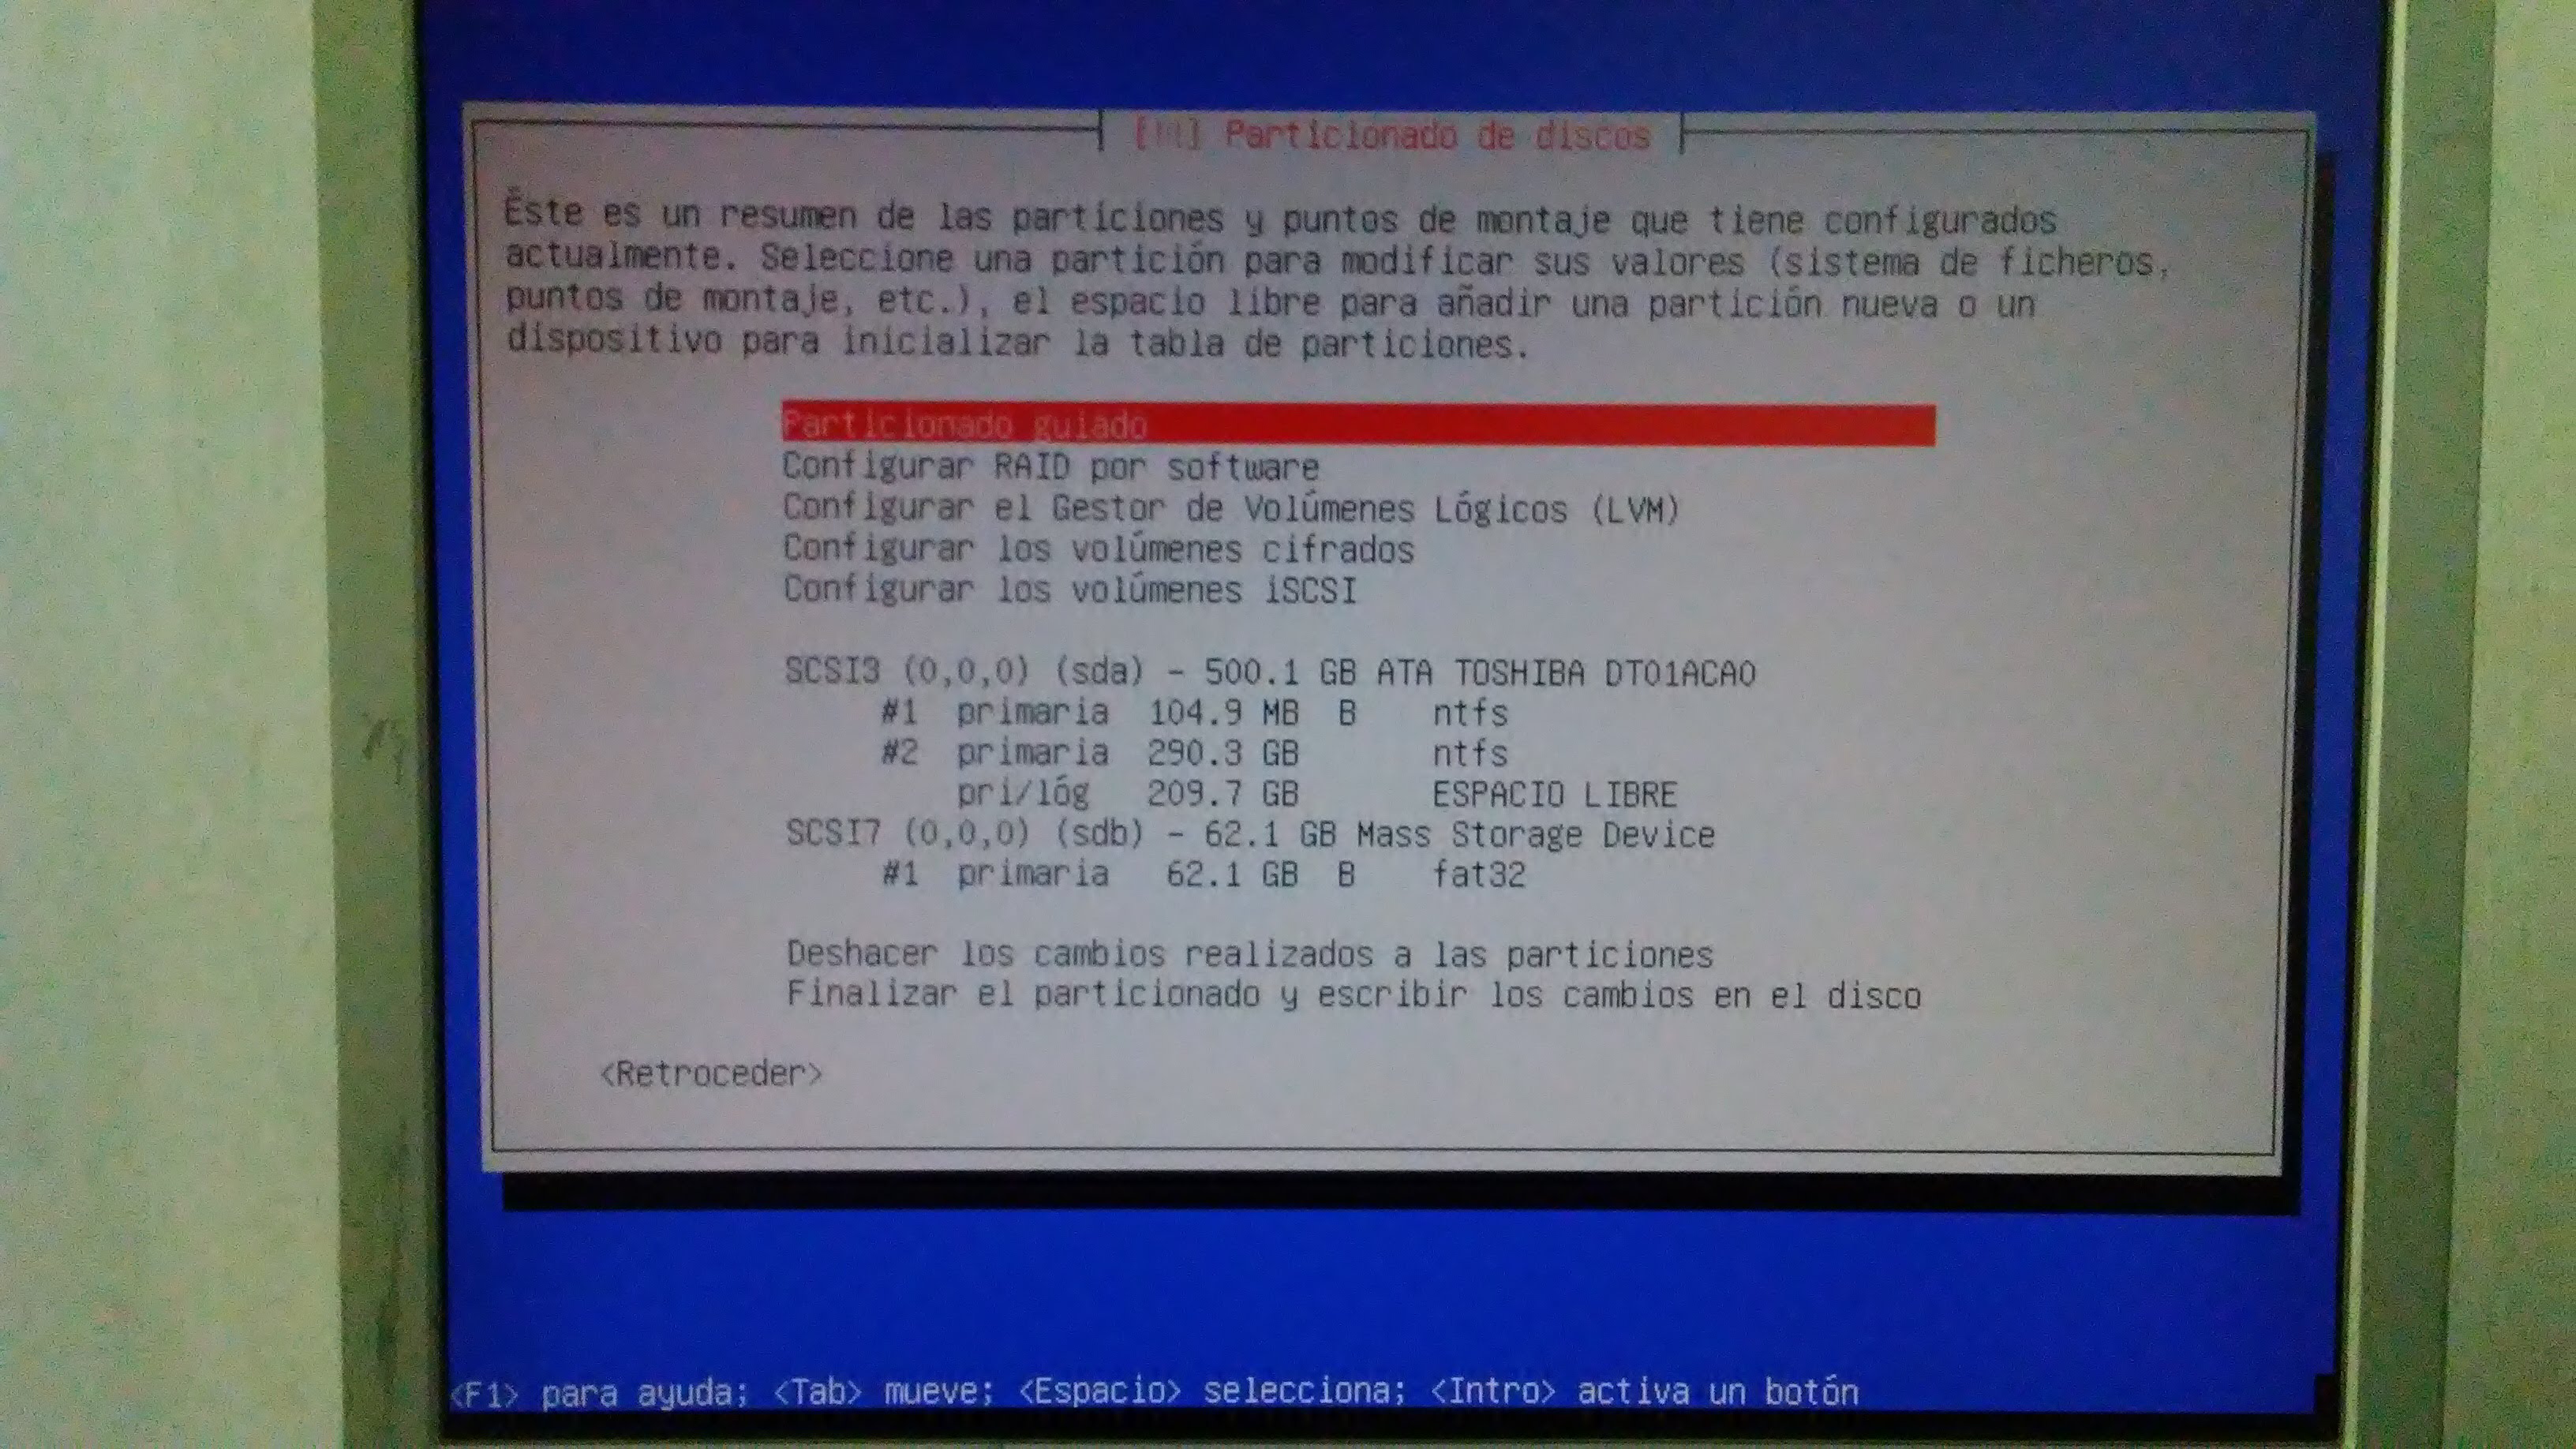 [!!] Particionado de discos
Éste es un resumen de las particiones y puntos de montaje que tiene configurados
actualmente. Seleccione una partición para modificar sus valores (sistema de ficheros,
puntos de montaje, etc.), el espacio libre para añadir una partición nueva o un
dispositivo para inicializar la tabla de particiones.
Particionado guiado
Configurar RAID por software
Configurar el Gestor de Volúmenes Lógicos (LVM)
Configurar los volúmenes cifrados
Configurar los volúmenes iSCSI
SCSI3 (0,0,0) (sda) - 500.1 GB ATA TOSHIBA DT01ACA0
#1 primaria 104.9 MB B ntfs
#2 primaria 290.3 GB ntfs
pri/lóg 209.7 GB ESPACIO LIBRE
SCSI7 (0,0,0) (sdb) - 62.1 GB Mass Storage Device
#1 primaria 62.1 GB B fat32
Deshacer los cambios realizados a las particiones
Finalizar el particionado y escribir los cambios en el disco
<Retroceder>
<F1> para ayuda; <Tab> mueve; <Espacio> selecciona; <Intro> activa un botón